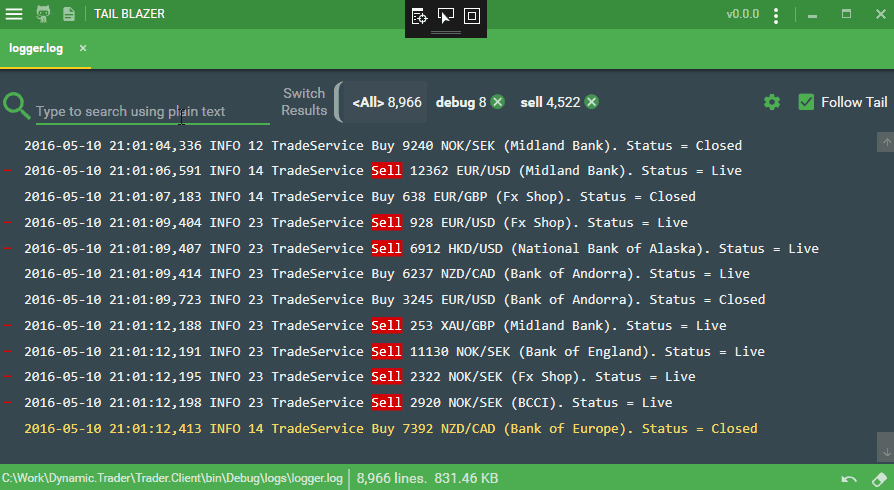 TAIL BLAZER
v0.0.0
logger.log
Type to search using plain text
Switch
Results
<All> 8,966
debug 8
sell 4,522
Follow Tail
2016-05-10 21:01:04,336 INFO 12 TradeService Buy 9240 NOK/SEK (Midland Bank). Status = Closed
2016-05-10 21:01:06,591 INFO 14 TradeService Sell 12362 EUR/USD (Midland Bank). Status = Live
2016-05-10 21:01:07,183 INFO 14 TradeService Buy 638 EUR/GBP (Fx Shop). Status = Closed
2016-05-10 21:01:09,404 INFO 23 TradeService Sell 928 EUR/USD (Fx Shop). Status = Live
2016-05-10 21:01:09,407 INFO 23 TradeService Sell 6912 HKD/USD (National Bank of Alaska). Status = Live
2016-05-10 21:01:09,414 INFO 23 TradeService Buy 6237 NZD/CAD (Bank of Andorra). Status = Live
2016-05-10 21:01:09,723 INFO 23 TradeService Buy 3245 EUR/USD (Bank of Andorra). Status = Closed
2016-05-10 21:01:12,188 INFO 23 TradeService Sell 253 XAU/GBP (Midland Bank). Status = Live
2016-05-10 21:01:12,191 INFO 23 TradeService Sell 11130 NOK/SEK (Bank of England). Status = Live
2016-05-10 21:01:12,195 INFO 23 TradeService Sell 2322 NOK/SEK (Fx Shop). Status = Live
2016-05-10 21:01:12,198 INFO 23 TradeService Sell 2920 NOK/SEK (BCCI). Status = Live
2016-05-10 21:01:12,413 INFO 14 TradeService Buy 7392 NZD/CAD (Bank of Europe). Status = Closed
C:\Work\Dynamic.Trader\Trader.Client\bin\Debug\logs\logger.log
8,966 lines. 831.46 KB